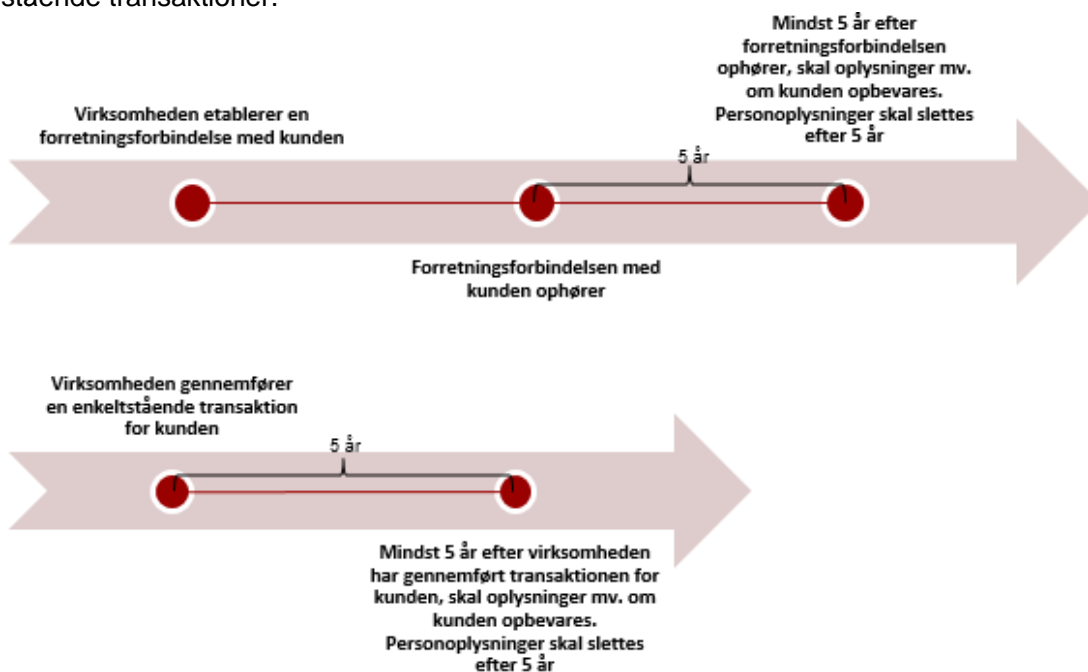 stående transaktioner.
Mindst 5 år efter
forretningsforbindelsen
ophører, skal oplysninger mv.
om kunden opbevares.
Personoplysninger skal slettes
efter 5 år
Virksomheden etablerer en
forretningsforbindelse med kunden
5 år
Forretningsforbindelsen med
kunden ophører
Virksomheden gennemfører
en enkeltstående transaktion
for kunden
5 år
Mindst 5 år efter virksomheden
har gennemført transaktionen for
kunden, skal oplysninger mv. om
kunden opbevares.
Personoplysninger skal slettes
efter 5 år